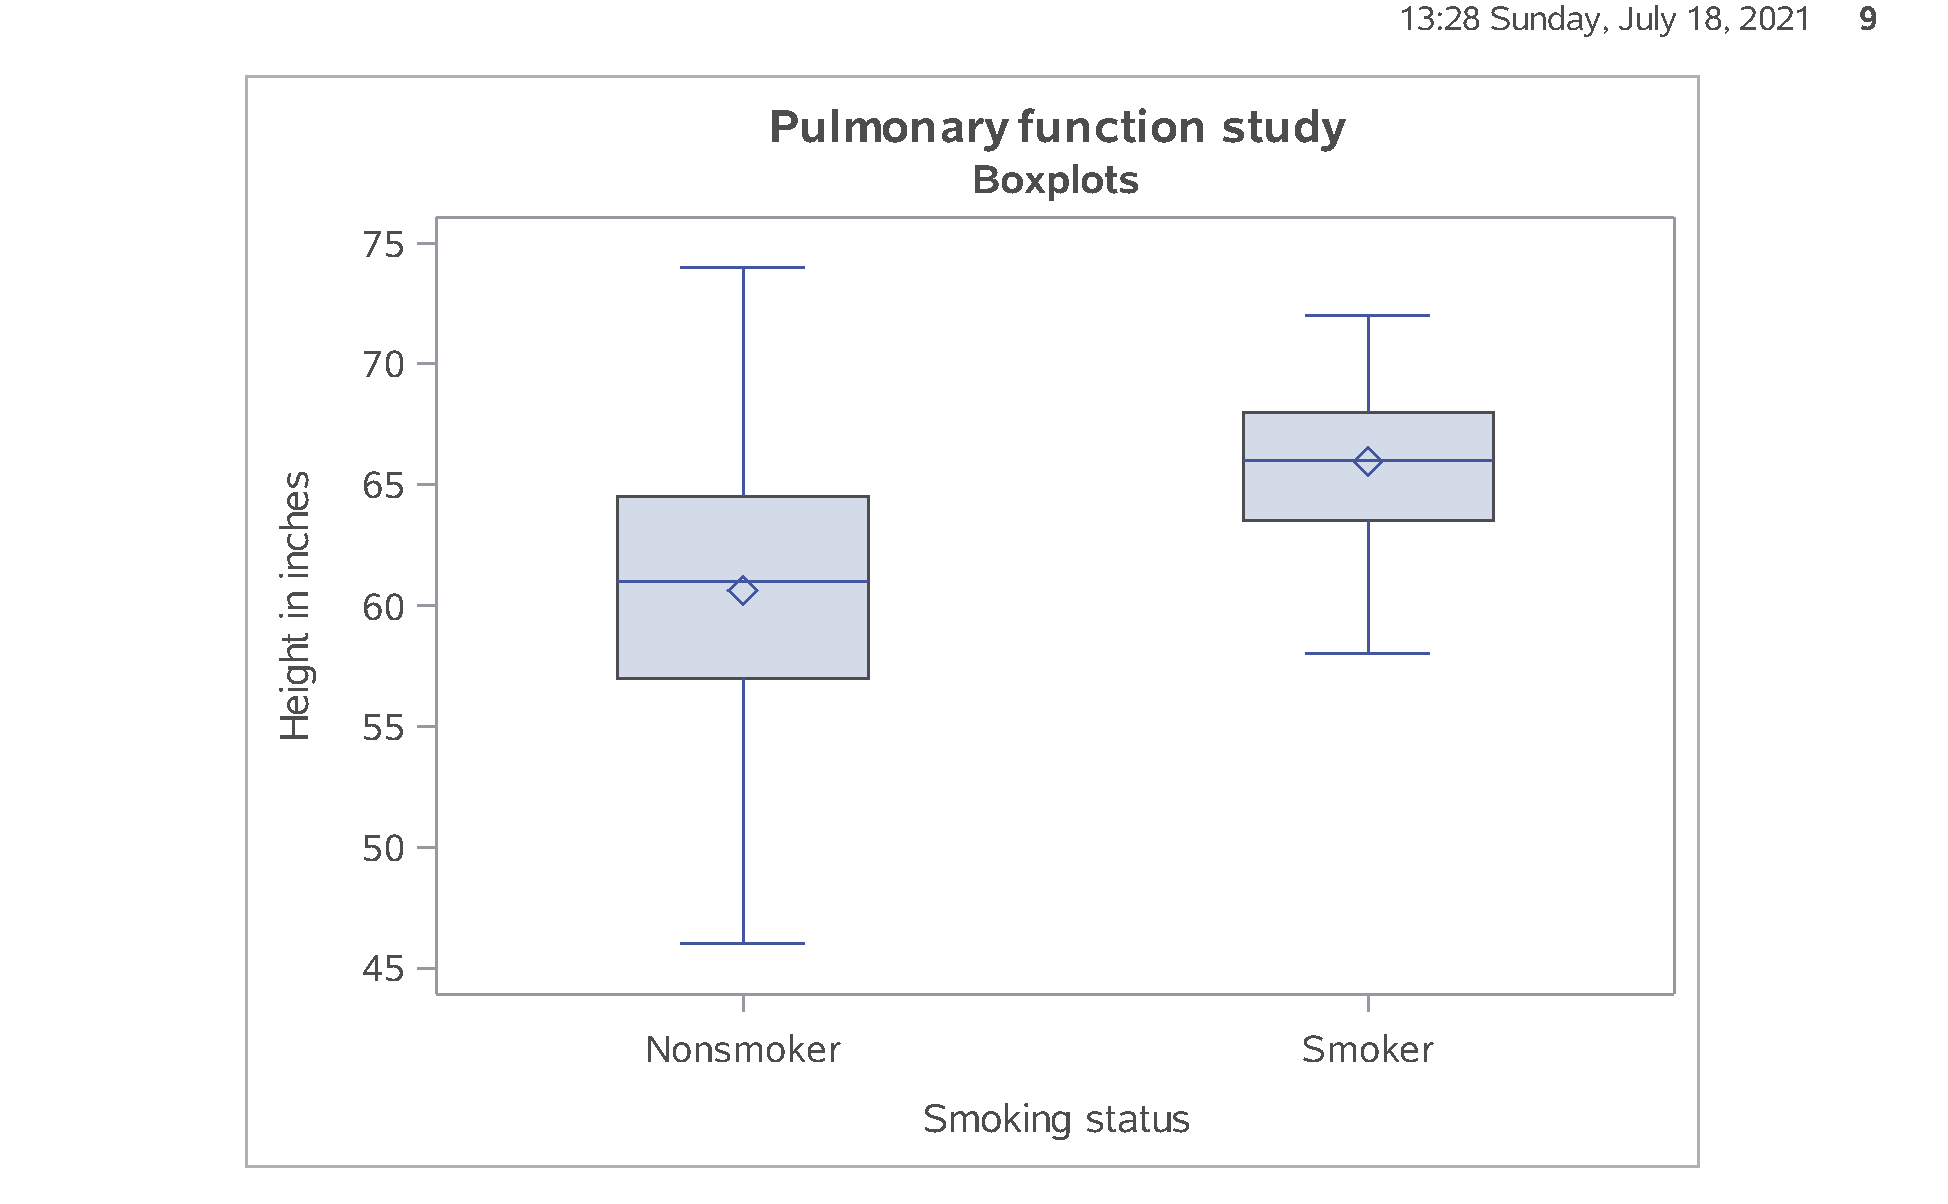 13:28 Sunday, July 18, 2021 9
Pulmonary function study
Boxplots
75
70
65
60
55
50
45
Height in inches
Nonsmoker Smoker
Smoking status